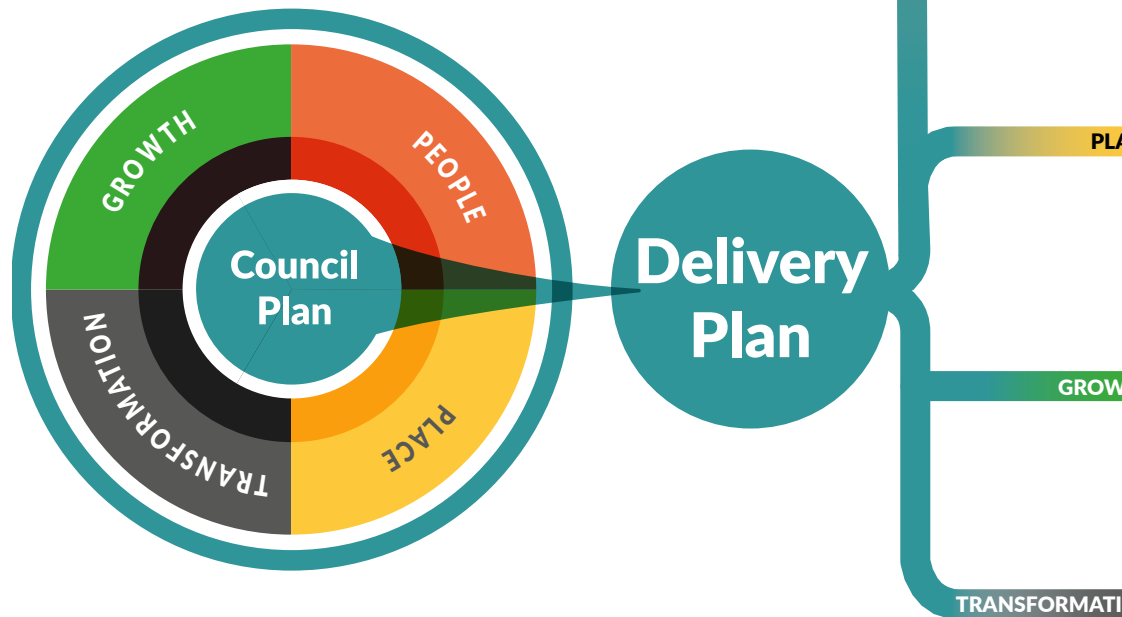 GROWTH
PEOPLE
Council
Plan
TRANSFORMATION
PLACE
Delivery
Plan
PLA
GROW
TRANSFORMATI